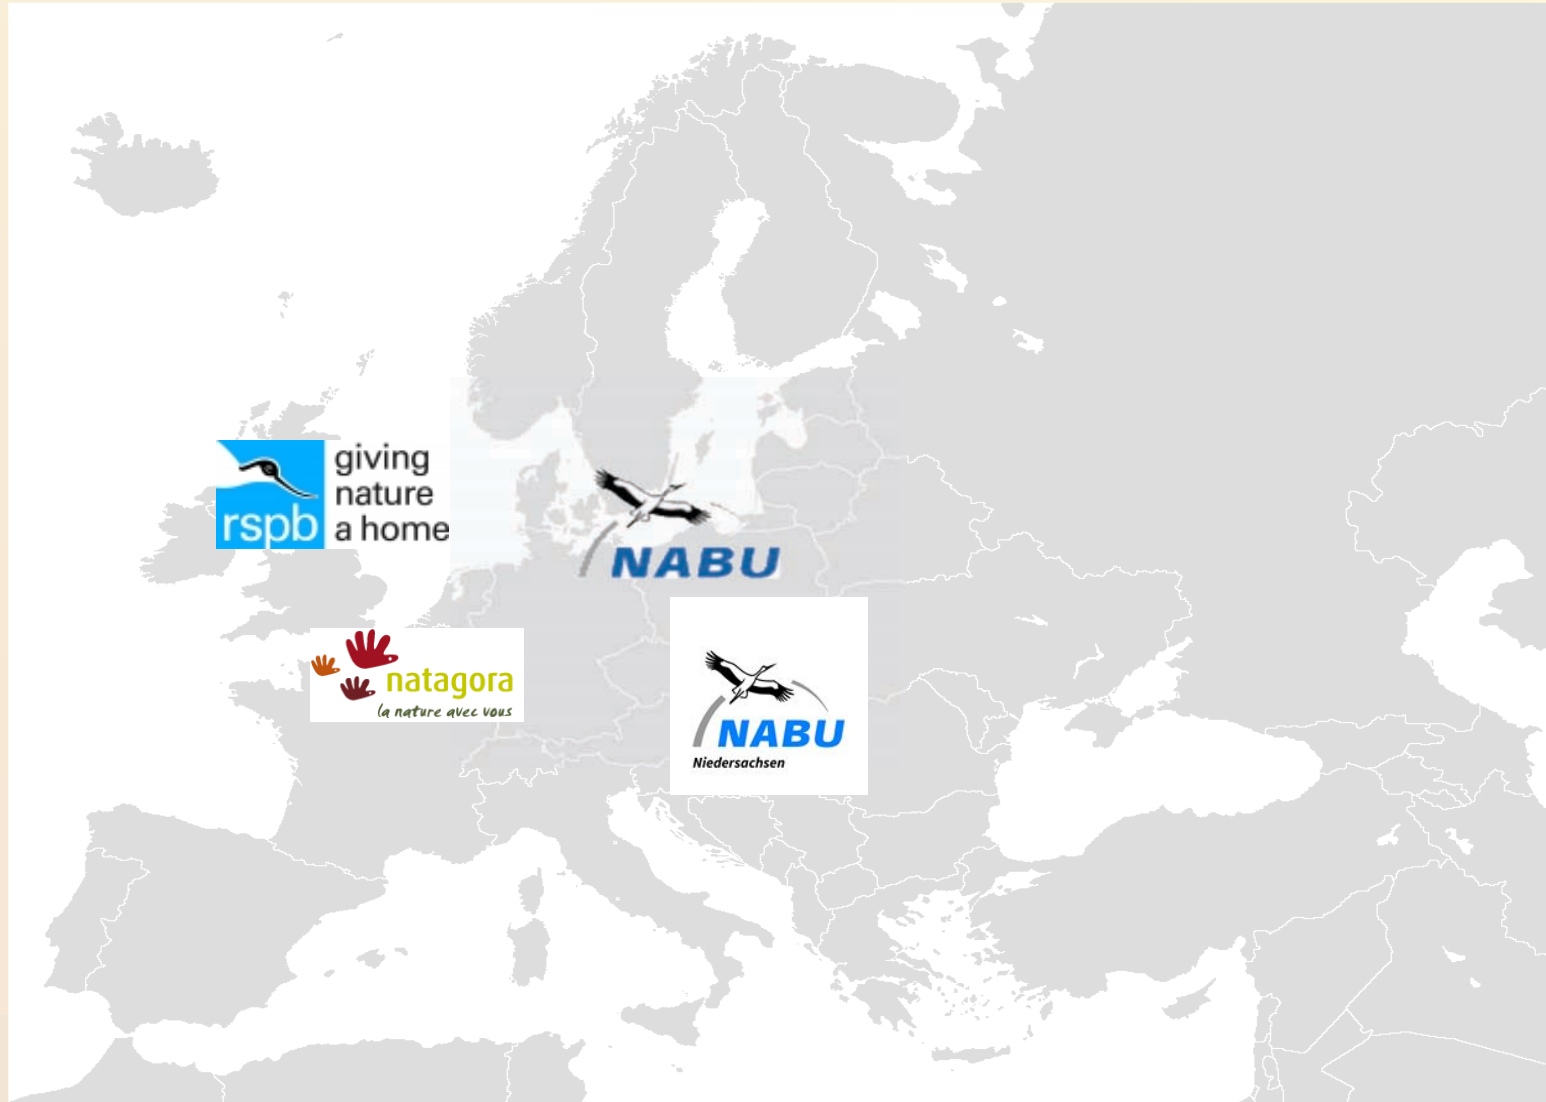 giving
nature
rspb
a home
NABU
natagora
la nature avec vous
NABU
Niedersachsen